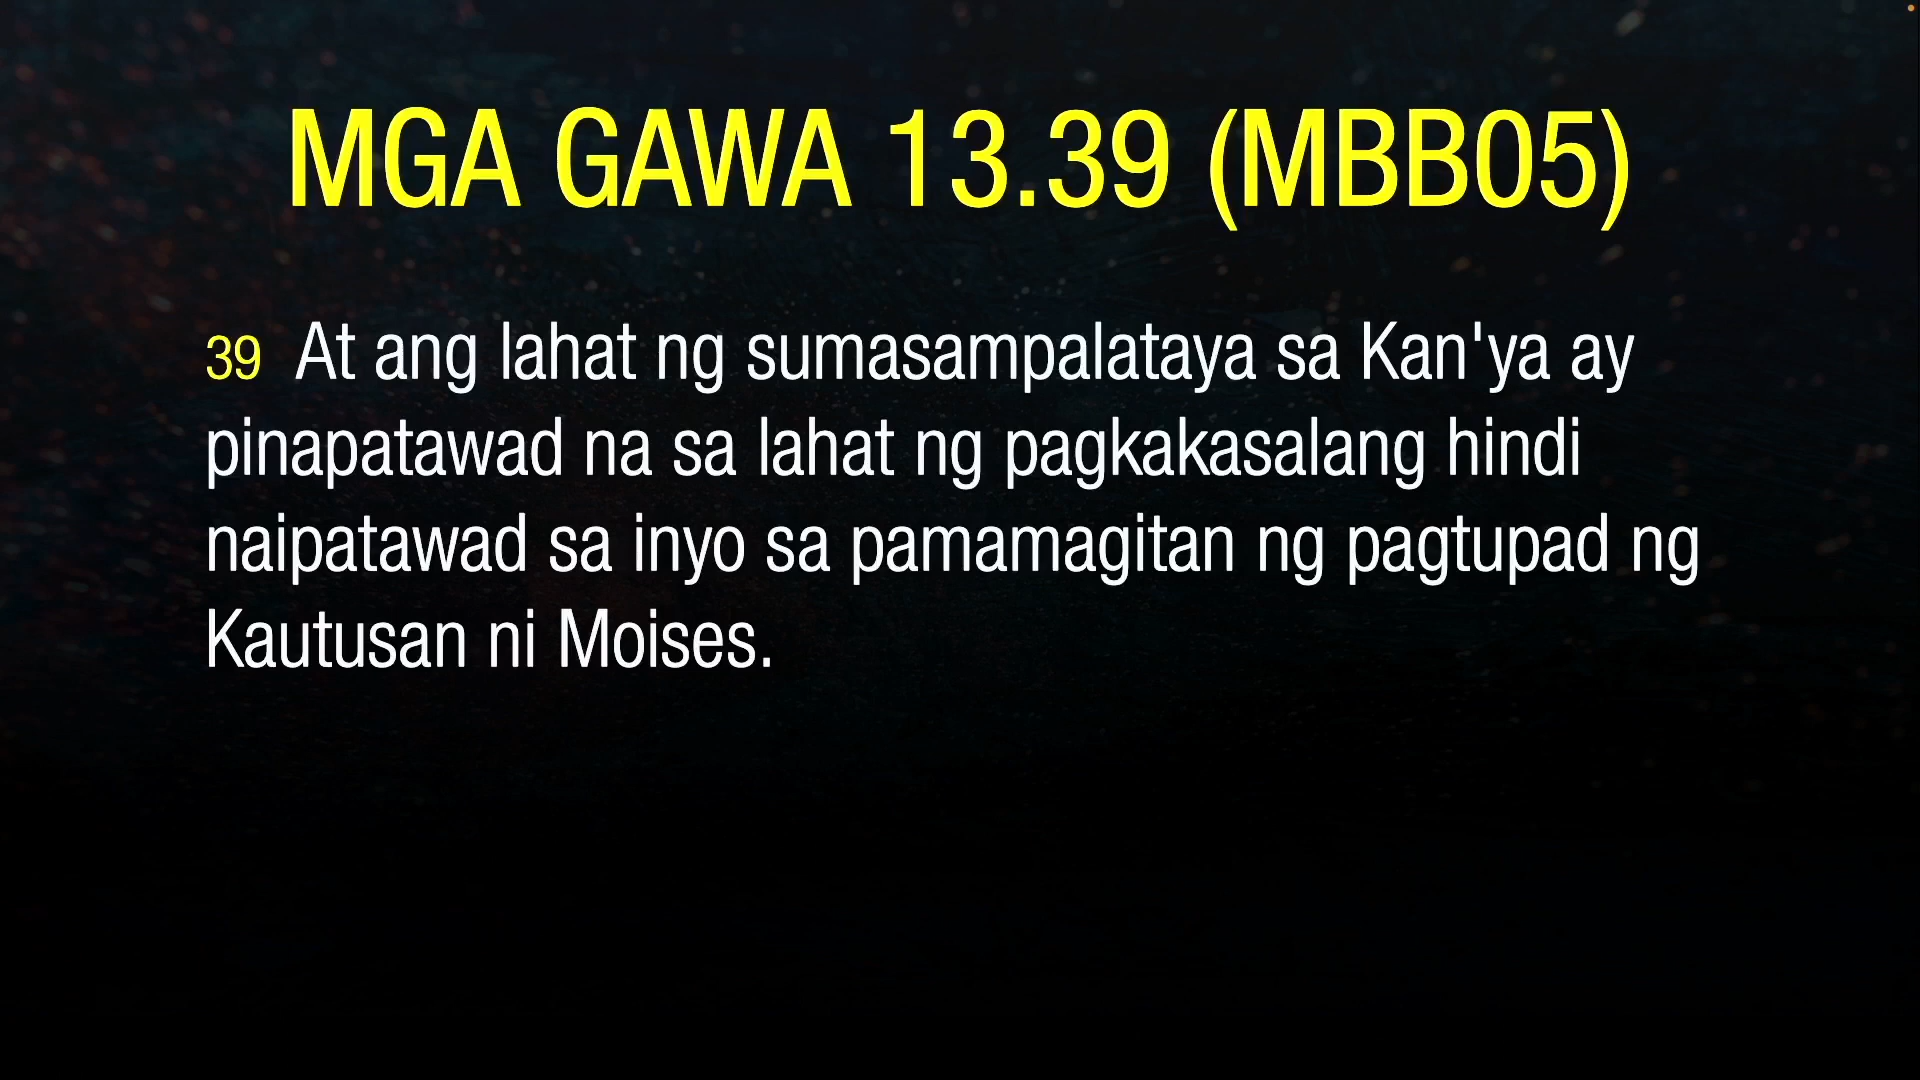 MGA GAWA 13.39 (MBB05)
39 At ang lahat ng sumasampalataya sa Kan'ya ay
pinapatawad na sa lahat ng pagkakasalang hindi
naipatawad sa inyo sa pamamagitan ng pagtupad ng
Kautusan ni Moises.